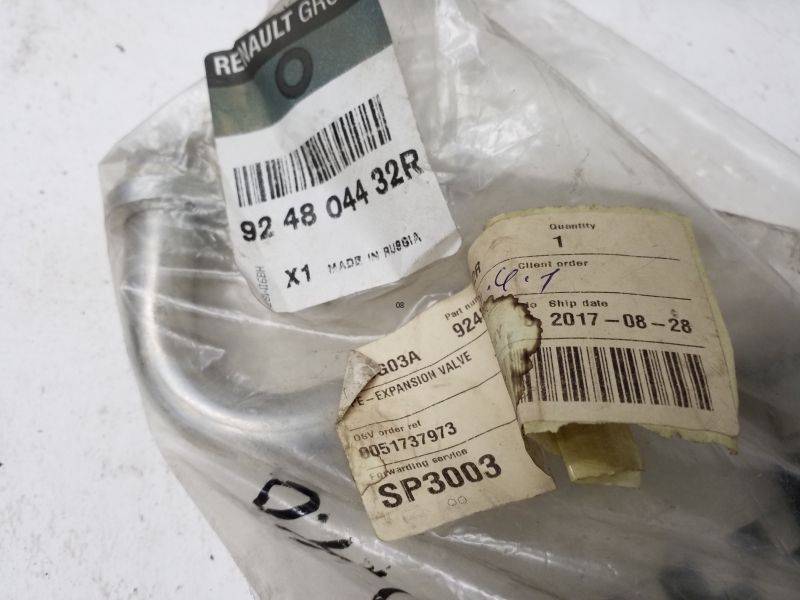 RENAULT GRO
92 48 044 32R
X1 MADE IN RUSSIA
Quantity
1
Client order
Ship date
2017-08-28
Part num
G03A 924
E-EXPANSION VALVE
OSV order ref
0051737973
Forwarding service
SP3003